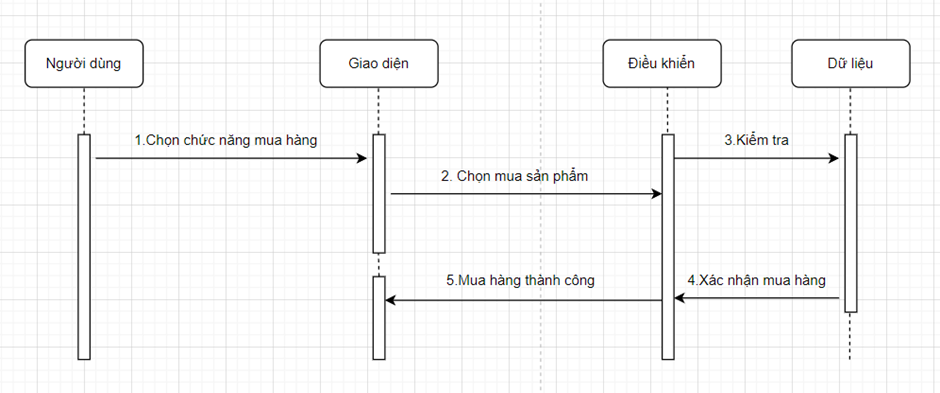 Người dùng
Giao diện
Điều khiển
Dữ liệu
1.Chọn chức năng mua hàng
3.Kiểm tra
2. Chọn mua sản phẩm
5.Mua hàng thành công
4.Xác nhận mua hàng